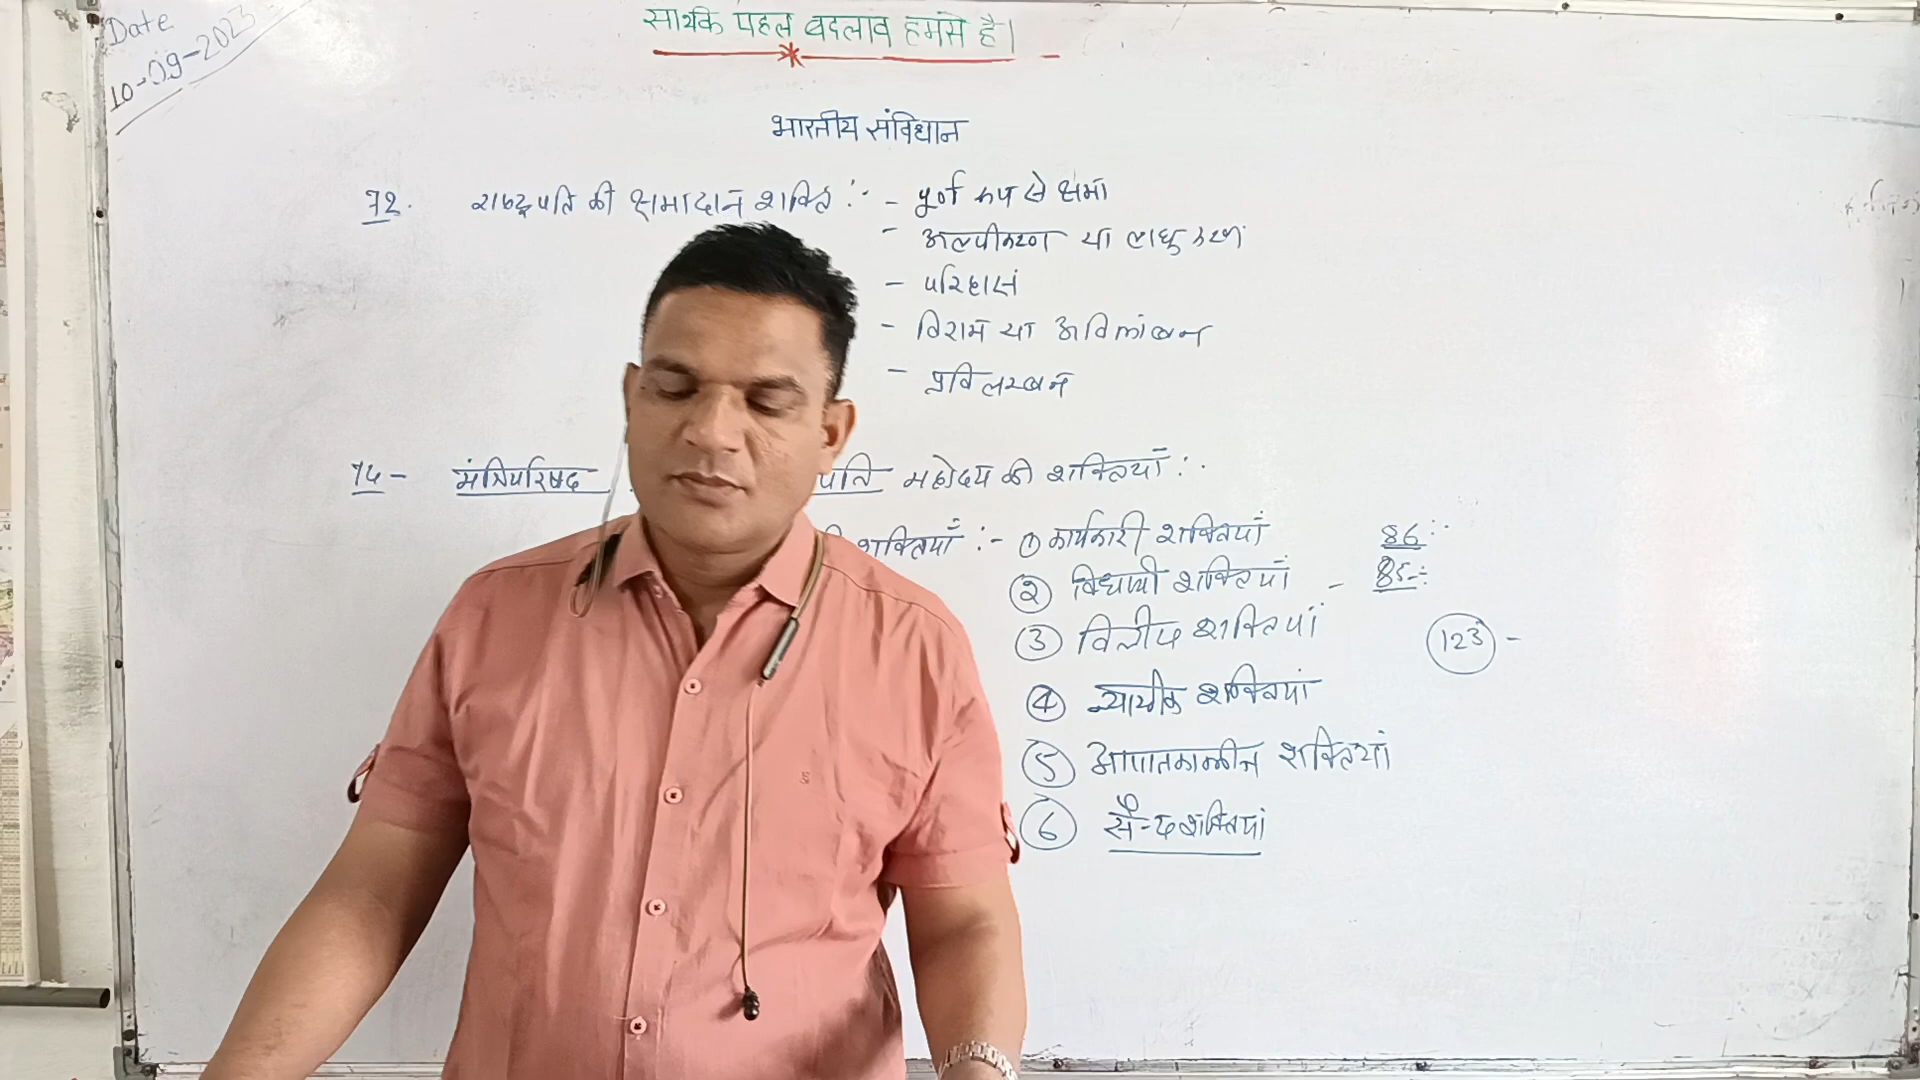 Date
10-09-2023
सार्थक पहल बदलाव हमसे है।
भारतीय संविधान
72. राष्ट्रपति की क्षमादान शक्ति :- - पूर्ण रूप से क्षमा
- अल्पीकरण या लघुकरण
- परिहास
- विराम या अविलंबन
- प्रविलम्बन
74- मंत्रिपरिषद पति महोदय की शक्तियाँ :-
शक्तियाँ :- ① कार्यकारी शक्तियाँ 86:-
② विधायी शक्तियाँ - 85-:
③ वित्तीय शक्तियाँ 123 -
④ न्यायीक शक्तियां
⑤ आपातकालीन शक्तियां
⑥ सैन्य शक्तियां